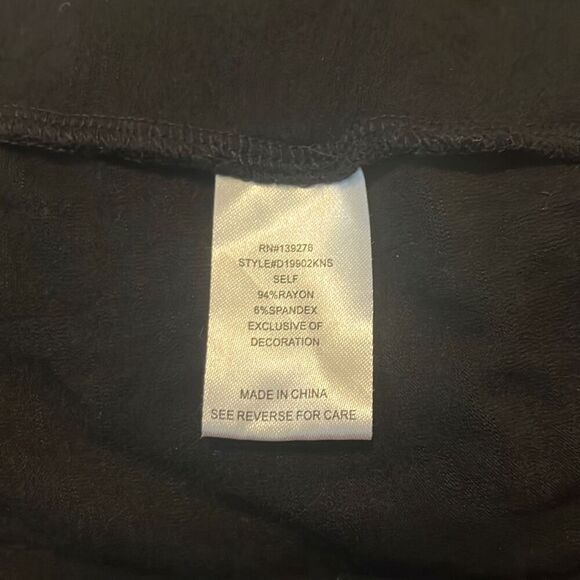 RN#139278
STYLE#D19902KNS
SELF
94%RAYON
6%SPANDEX
EXCLUSIVE OF
DECORATION
MADE IN CHINA
SEE REVERSE FOR CARE